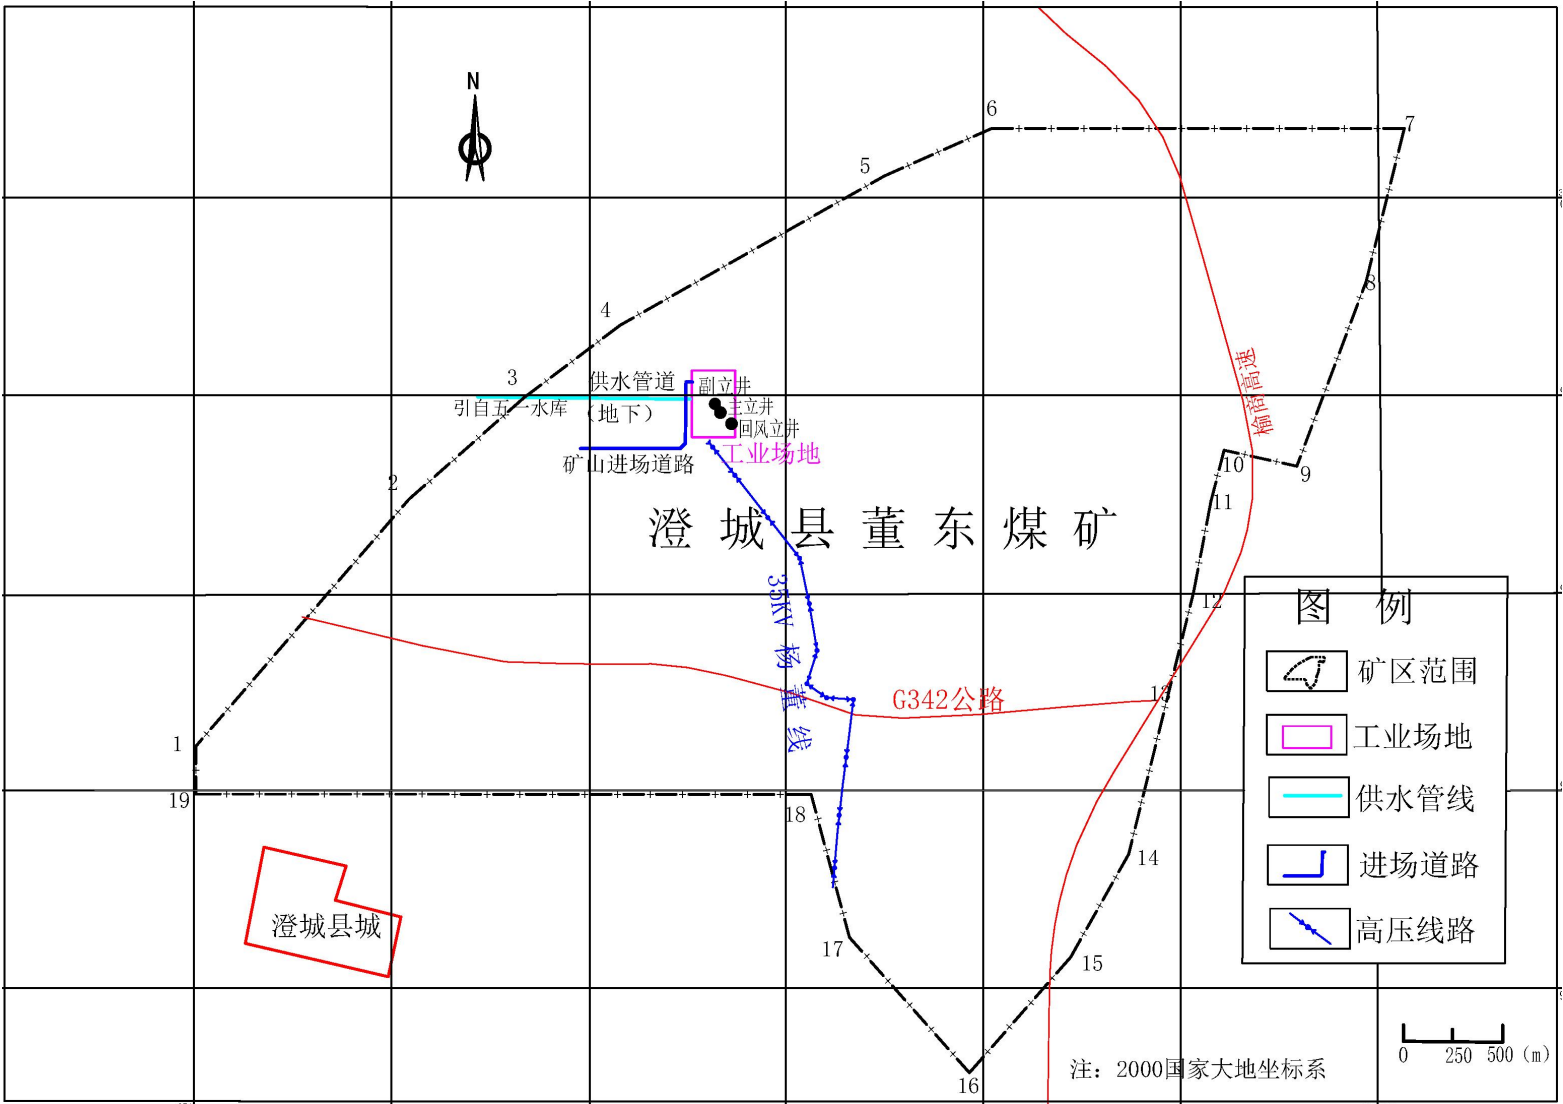 N
6
7
5
8
4
榆商高速
3
供水管道
副立井
引自五一水库
（地下）
主立井
回风立井
工业场地
矿山进场道路
10
9
2
11
澄城县董东煤矿
35KV 杨董线
12
13
G342公路
1
19
18
14
17
15
16
澄城县城
图 例
矿区范围
工业场地
供水管线
进场道路
高压线路
0 250 500 (m)
注：2000国家大地坐标系